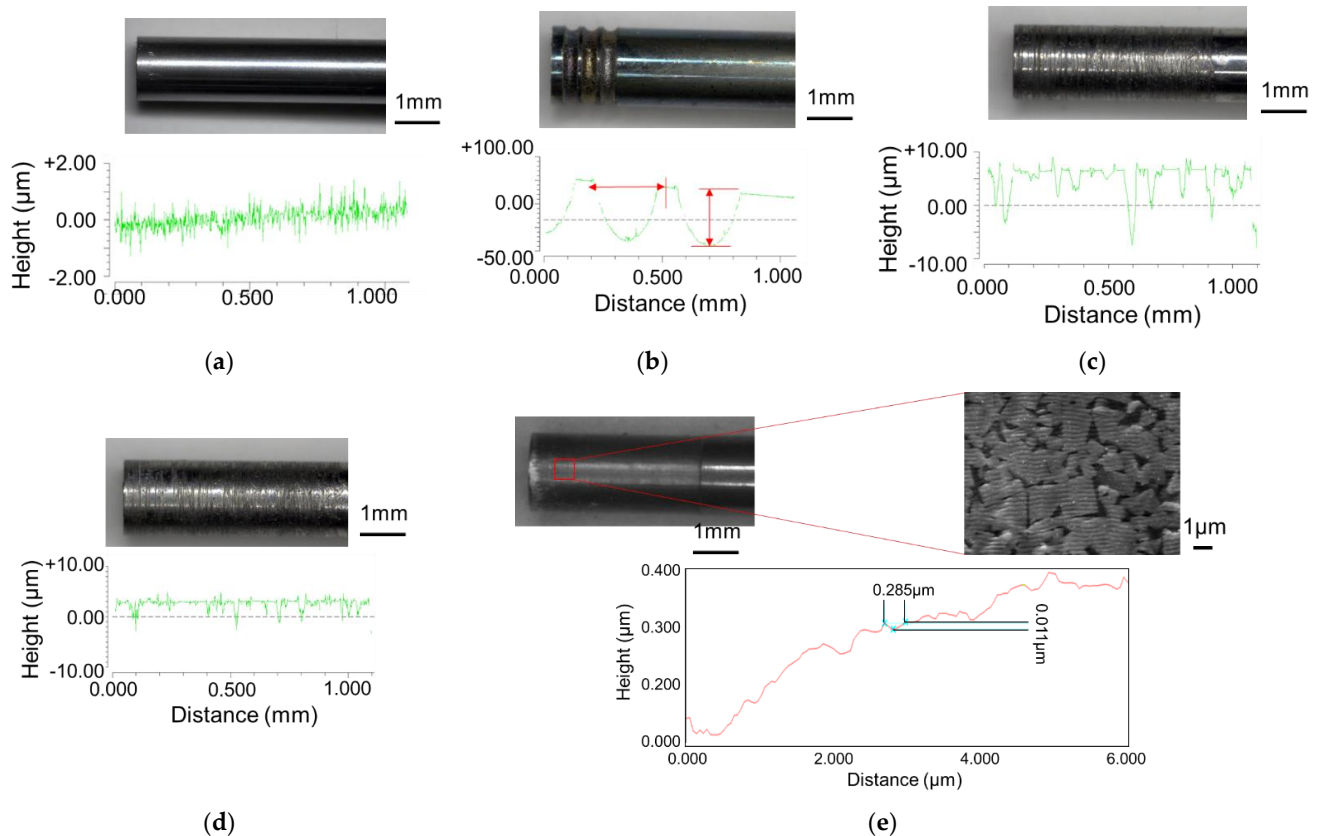 1mm
+2.00
0.00
-2.00
Height (µm)
0.000
0.500
1.000
Distance (mm)
(a)
1mm
+100.00
0.00
-50.00
Height (µm)
0.000
0.500
1.000
Distance (mm)
(b)
1mm
+10.00
0.00
-10.00
Height (µm)
0.000
0.500
1.000
Distance (mm)
(c)
1mm
+10.00
0.00
-10.00
Height (µm)
0.000
0.500
1.000
Distance (mm)
(d)
1mm
1µm
0.400
0.300
0.200
0.000
Height (µm)
0.285µm
0.011µm
0.000
2.000
4.000
6.000
Distance (µm)
(e)